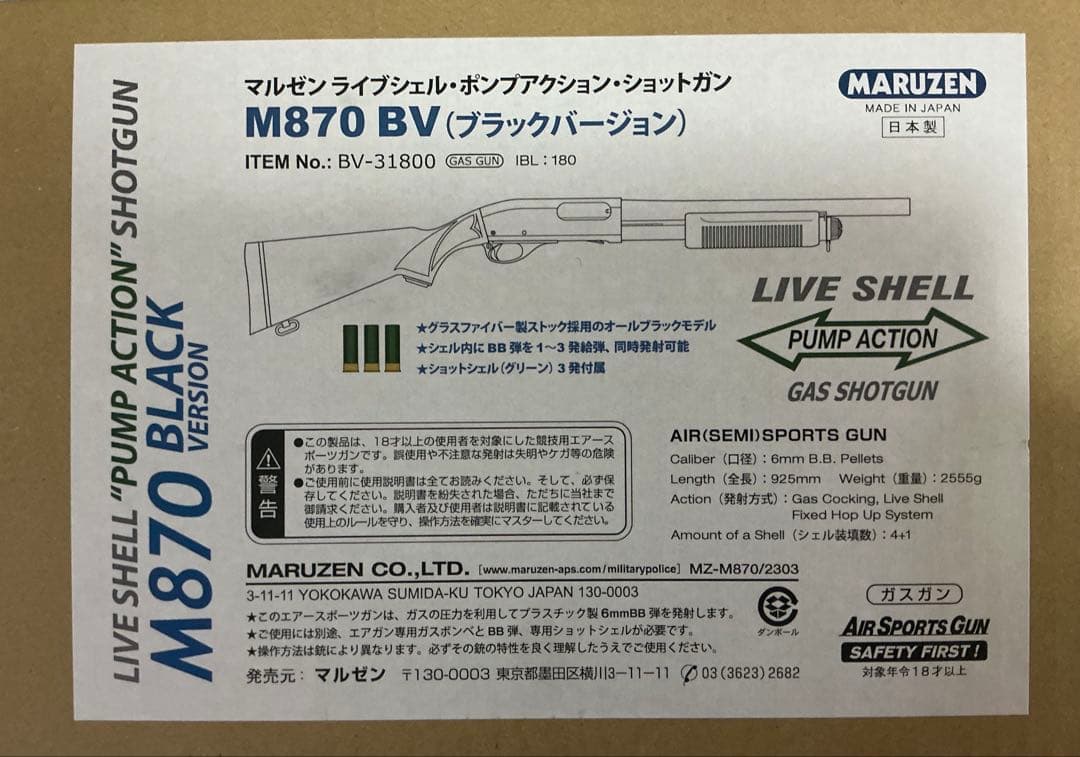 LIVE SHELL "PUMP ACTION" SHOTGUN
M870 BLACK
VERSION
マルゼン ライブシェル・ポンプアクション・ショットガン
M870 BV(ブラックバージョン)
ITEM No.: BV-31800 GAS GUN IBL:180
MARUZEN
MADE IN JAPAN
日本製
LIVE SHELL
PUMP ACTION
GAS SHOTGUN
★グラスファイバー製ストック採用のオールブラックモデル
★シェル内にBB弾を1〜3発給弾、同時発射可能
★ショットシェル(グリーン)3発付属
警告
●この製品は、18才以上の使用者を対象にした競技用エアース
ポーツガンです。誤使用や不注意な発射は失明やケガ等の危険
があります。
●ご使用前に使用説明書は全てお読みください。そして、必ず保
存してください。説明書を紛失された場合、ただちに当社まで
御請求ください。購入者及び使用者は説明書に記載されている
使用上のルールを守り、操作方法を確実にマスターしてください。
AIR(SEMI)SPORTS GUN
Caliber(口径):6mm B.B. Pellets
Length(全長):925mm Weight(重量):2555g
Action(発射方式):Gas Cocking, Live Shell
Fixed Hop Up System
Amount of a Shell(シェル装填数):4+1
MARUZEN CO.,LTD. [www.maruzen-aps.com/militarypolice] MZ-M870/2303
3-11-11 YOKOKAWA SUMIDA-KU TOKYO JAPAN 130-0003
★このエアースポーツガンは、ガスの圧力を利用してプラスチック製6mmBB弾を発射します。
★ご使用には別途、エアガン専用ガスボンベとBB弾、専用ショットシェルが必要です。
★操作方法は銃により異なります。必ずその銃の特性を良く理解したうえでご使用ください。
発売元:マルゼン 〒130-0003 東京都墨田区横川3-11-11 03(3623)2682
ダンボール
ガスガン
AIR SPORTS GUN
SAFETY FIRST!
対象年令18才以上